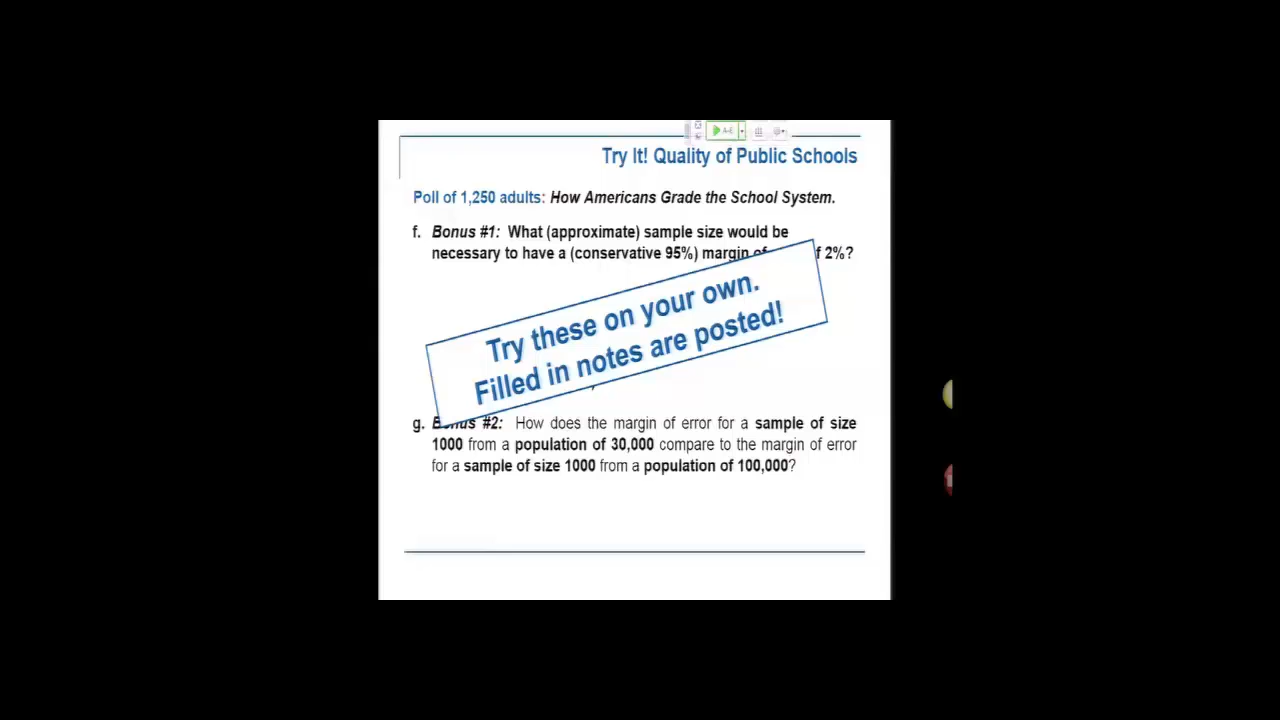 A-E
Try It! Quality of Public Schools
Poll of 1,250 adults: How Americans Grade the School System.
f. Bonus #1: What (approximate) sample size would be
necessary to have a (conservative 95%) margin of 2%?
Try these on your own.
Filled in notes are posted!
g. Bonus #2: How does the margin of error for a sample of size
1000 from a population of 30,000 compare to the margin of error
for a sample of size 1000 from a population of 100,000?